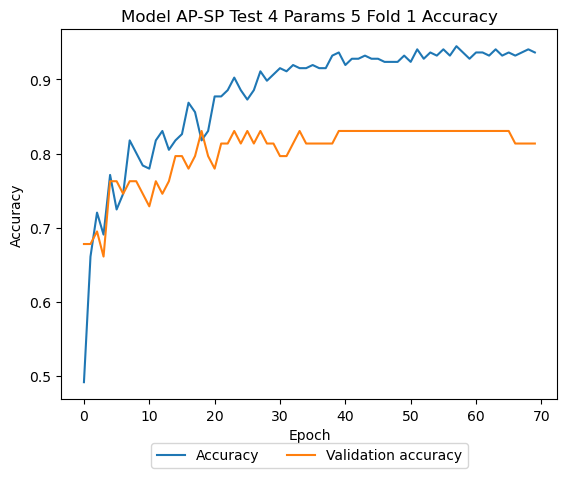 Model AP-SP Test 4 Params 5 Fold 1 Accuracy
Accuracy
0.9
0.8
0.7
0.6
0.5
0 10 20 30 40 50 60 70
Epoch
Accuracy Validation accuracy